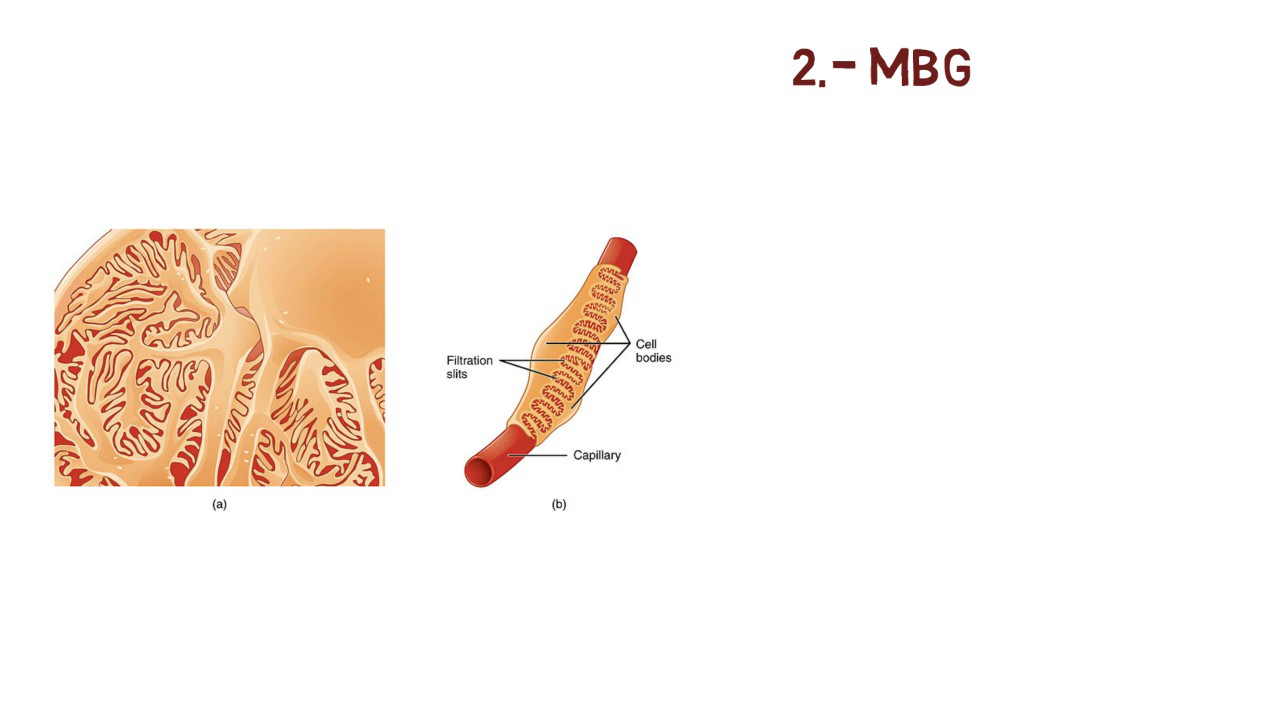 2.- MBG
Filtration
slits
Cell
bodies
Capillary
(a)
(b)